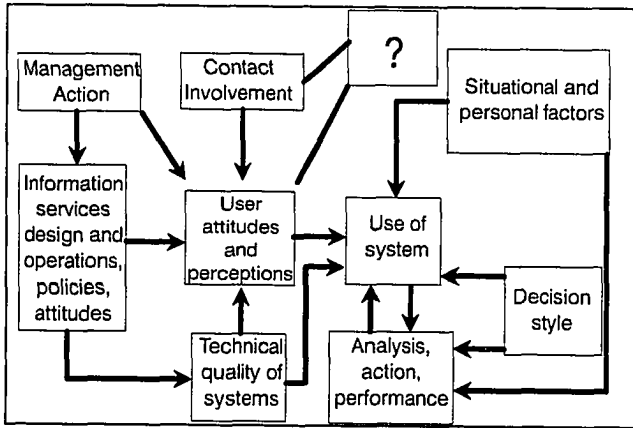 Management
Action
Contact
Involvement
?
Situational and
personal factors
Information
services
design and
operations,
policies,
attitudes
User
attitudes
and
perceptions
Use of
system
Decision
style
Technical
quality of
systems
Analysis,
action,
performance